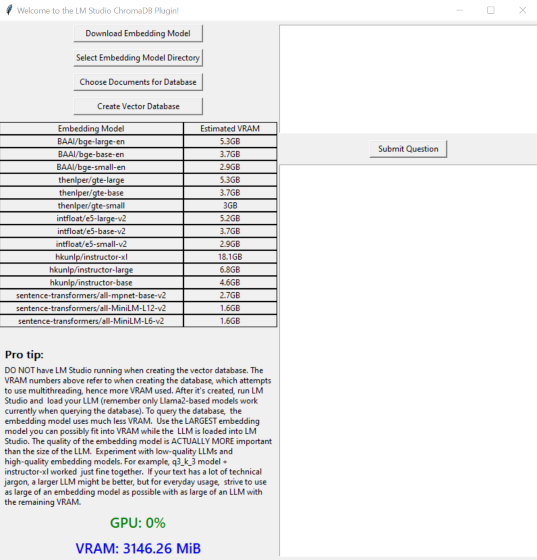 Welcome to the LM Studio ChromaDB Plugin!
Download Embedding Model
Select Embedding Model Directory
Choose Documents for Database
Create Vector Database
Embedding Model Estimated VRAM
BAAI/bge-large-en 5.3GB
BAAI/bge-base-en 3.7GB
BAAI/bge-small-en 2.9GB
thenlper/gte-large 5.3GB
thenlper/gte-base 3.7GB
thenlper/gte-small 3GB
intfloat/e5-large-v2 5.2GB
intfloat/e5-base-v2 3.7GB
intfloat/e5-small-v2 2.9GB
hkunlp/instructor-xl 18.1GB
hkunlp/instructor-large 6.8GB
hkunlp/instructor-base 4.6GB
sentence-transformers/all-mpnet-base-v2 2.7GB
sentence-transformers/all-MiniLM-L12-v2 1.6GB
sentence-transformers/all-MiniLM-L6-v2 1.6GB
Pro tip:
DO NOT have LM Studio running when creating the vector database. The
VRAM numbers above refer to when creating the database, which attempts
to use multithreading, hence more VRAM used. After it's created, run LM
Studio and load your LLM (remember only Llama2-based models work
currently when querying the database). To query the database, the
embedding model uses much less VRAM. Use the LARGEST embedding
model you can possibly fit into VRAM while the LLM is loaded into LM
Studio. The quality of the embedding model is ACTUALLY MORE important
than the size of the LLM. Experiment with low-quality LLMs and
high-quality embedding models. For example, q3_k_3 model +
instructor-xl worked just fine together. If your text has a lot of technical
jargon, a larger LLM might be better, but for everyday usage, strive to use
as large of an embedding model as possible with as large of an LLM with
the remaining VRAM.
GPU: 0%
VRAM: 3146.26 MiB
Submit Question